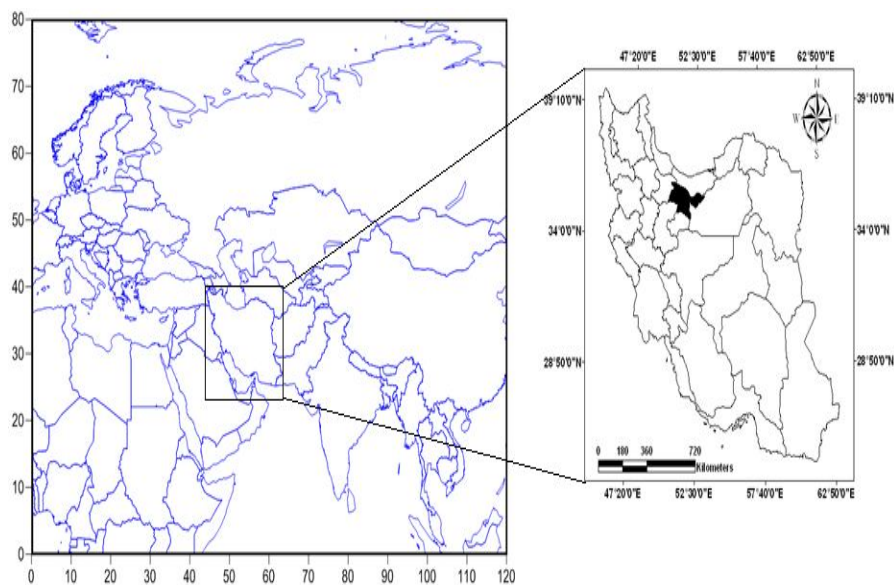 80
70
60
50
40
30
20
10
0
0 10 20 30 40 50 60 70 80 90 100 110 120
47°20'0"E 52°30'0"E 57°40'0"E 62°50'0"E
39°10'0"N 39°10'0"N
N
W E
S
34°0'0"N 34°0'0"N
28°50'0"N 28°50'0"N
0 180 360 720
Kilometers
47°20'0"E 52°30'0"E 57°40'0"E 62°50'0"E